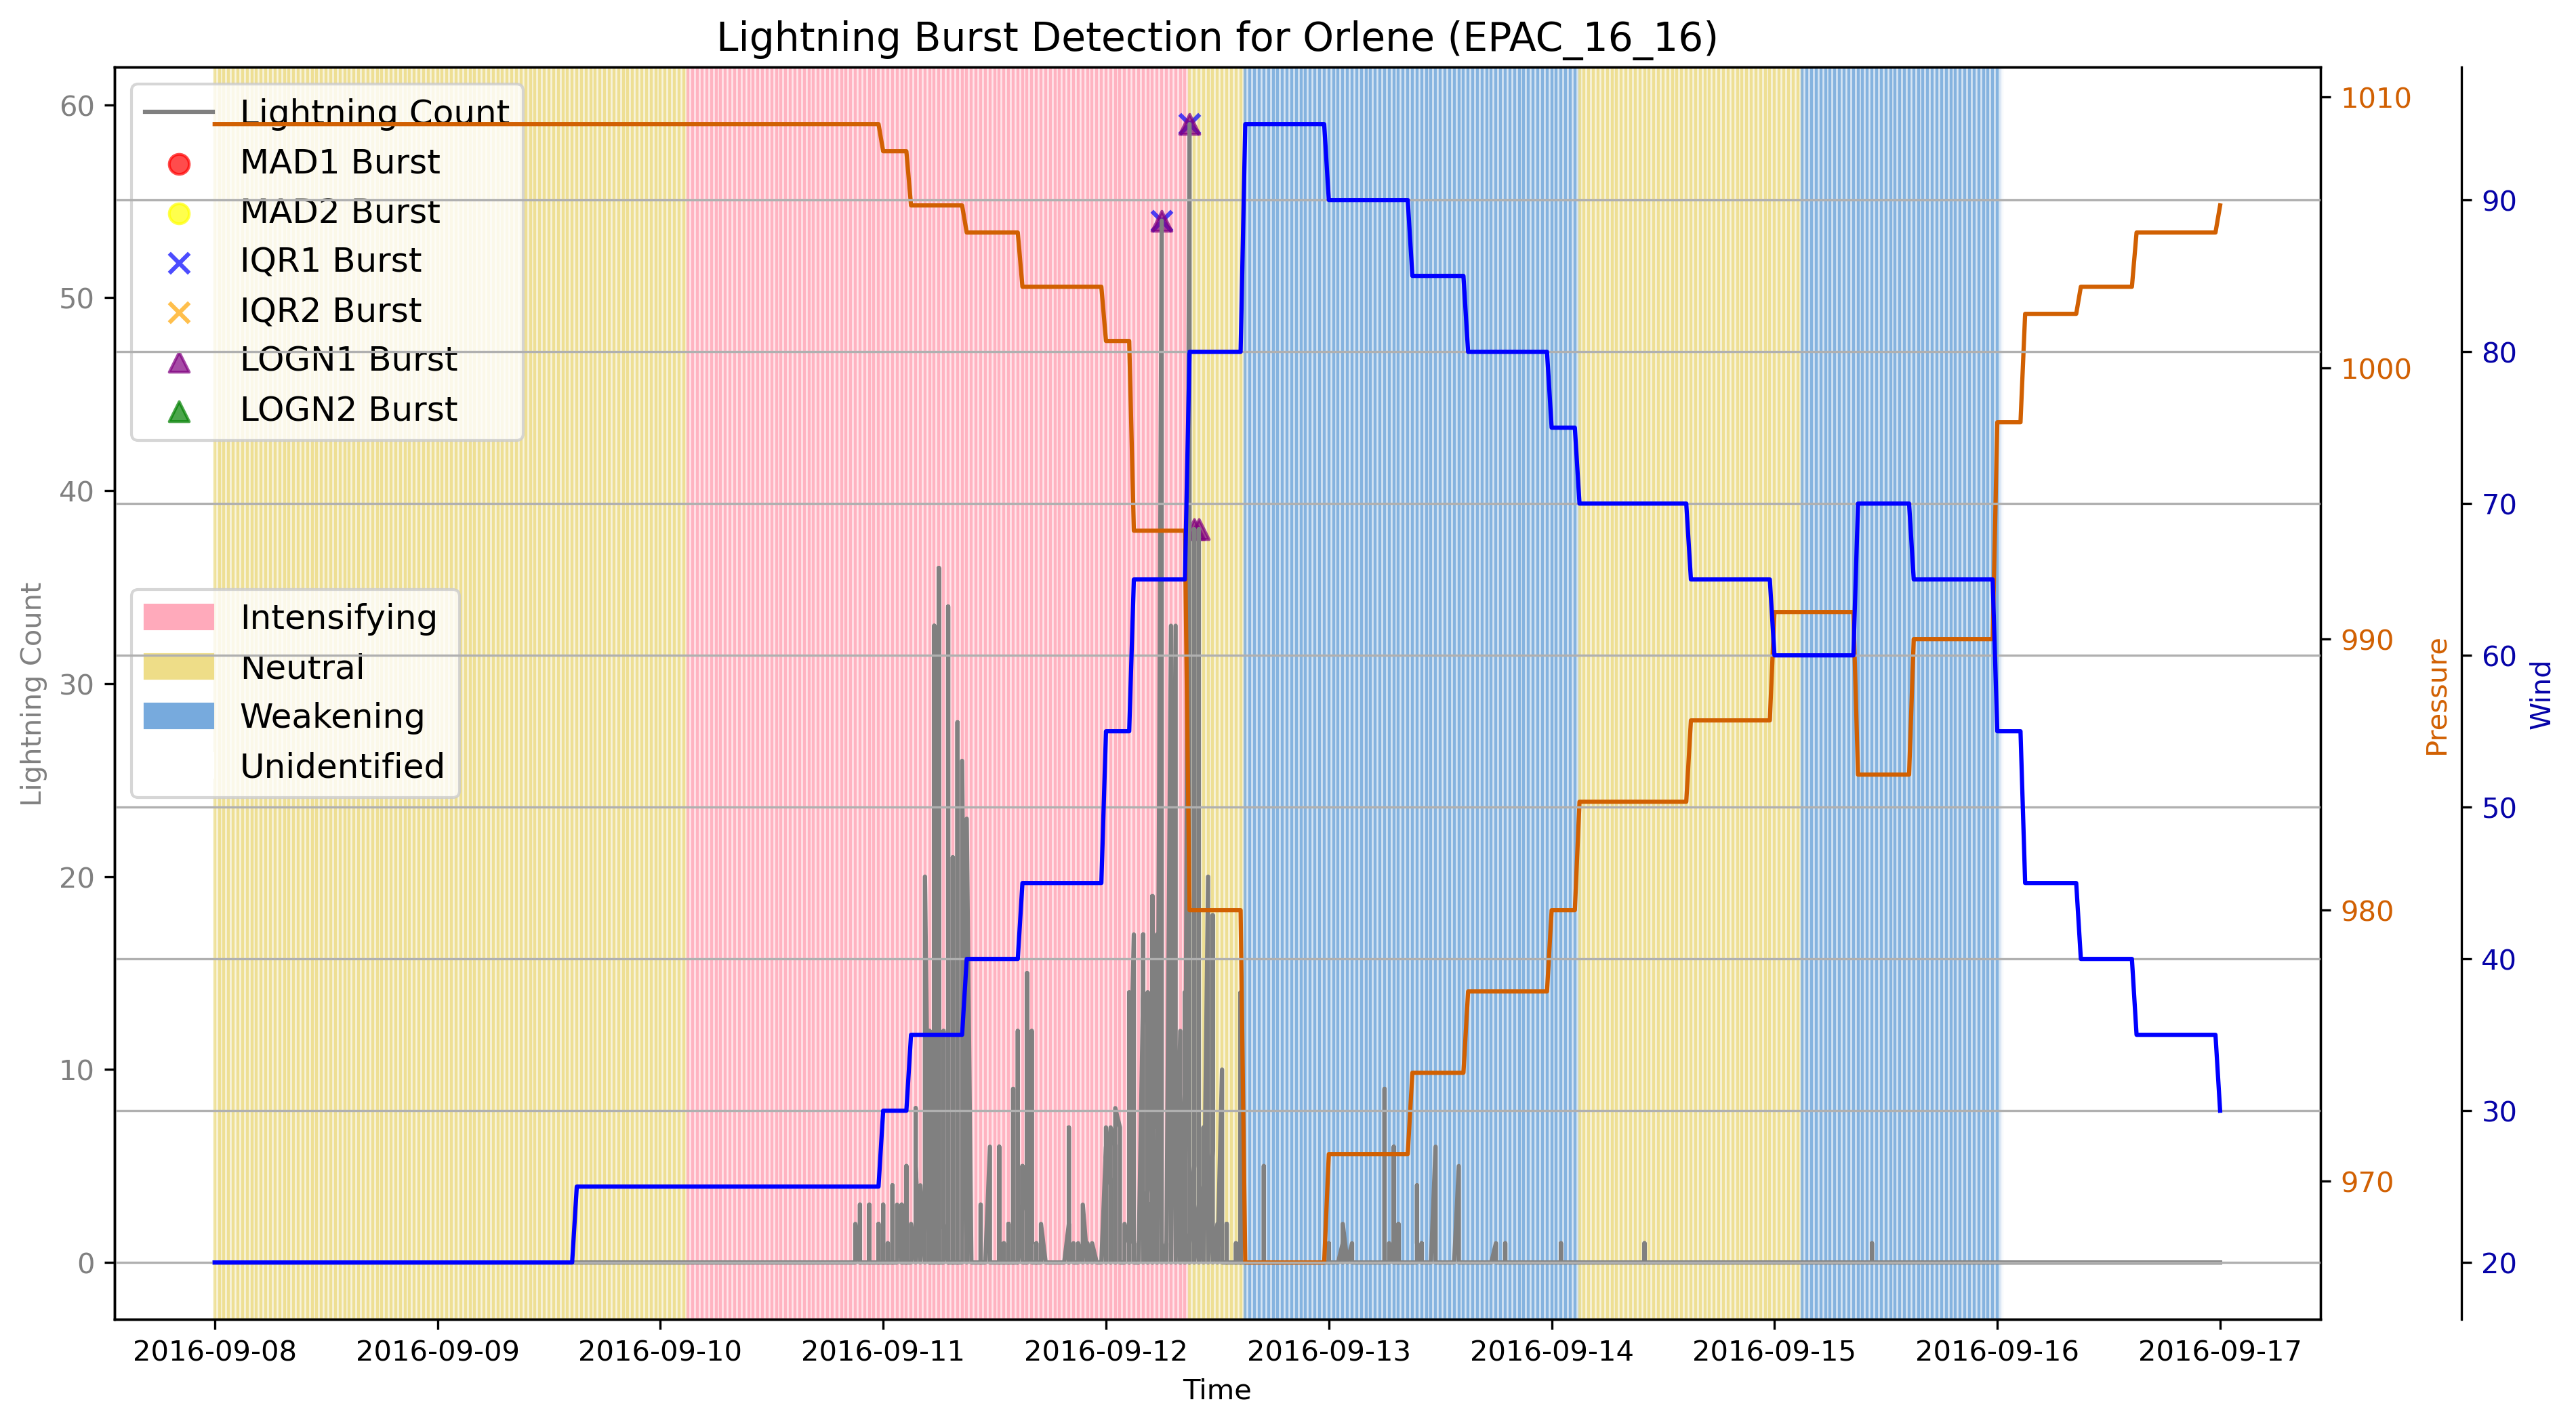 Lightning Burst Detection for Orlene (EPAC_16_16)
Lightning Count
MAD1 Burst
MAD2 Burst
IQR1 Burst
IQR2 Burst
LOGN1 Burst
LOGN2 Burst
Intensifying
Neutral
Weakening
Unidentified
Lightning Count
60
50
40
30
20
10
0
1010
1000
990
980
970
Pressure
90
80
70
60
50
40
30
20
Wind
2016-09-08 2016-09-09 2016-09-10 2016-09-11 2016-09-12 2016-09-13 2016-09-14 2016-09-15 2016-09-16 2016-09-17
Time